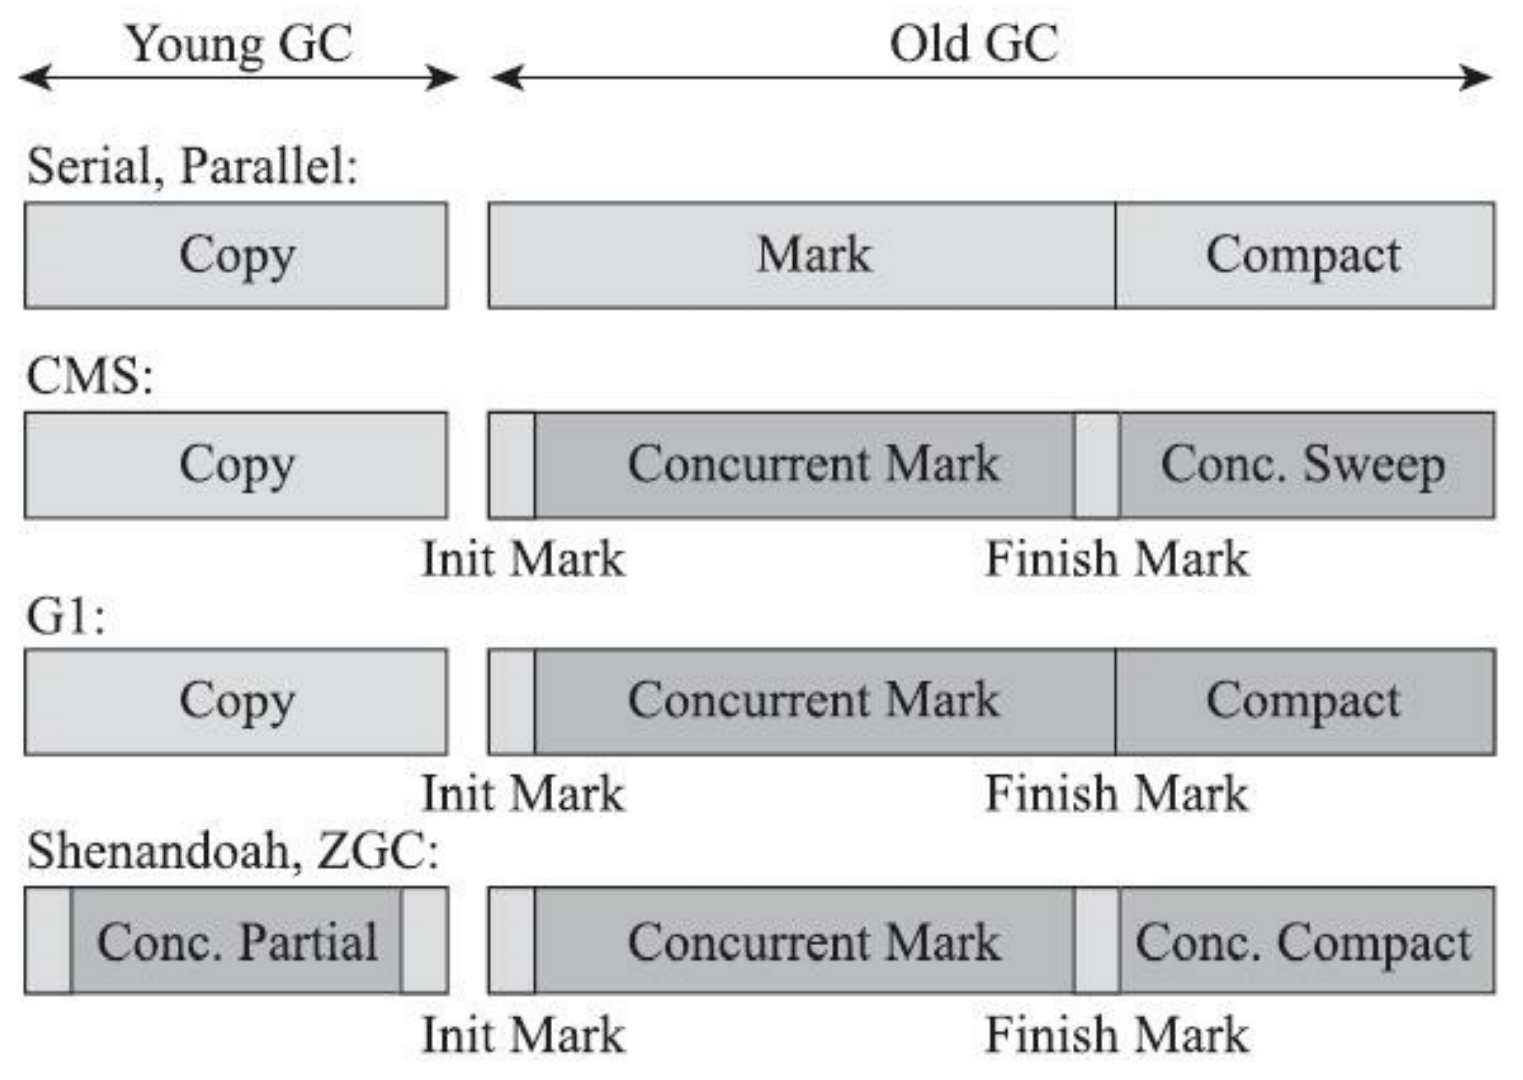 Young GC Old GC
Serial, Parallel:
Copy Mark Compact
CMS:
Copy Concurrent Mark Conc. Sweep
Init Mark Finish Mark
G1:
Copy Concurrent Mark Compact
Init Mark Finish Mark
Shenandoah, ZGC:
Conc. Partial Concurrent Mark Conc. Compact
Init Mark Finish Mark